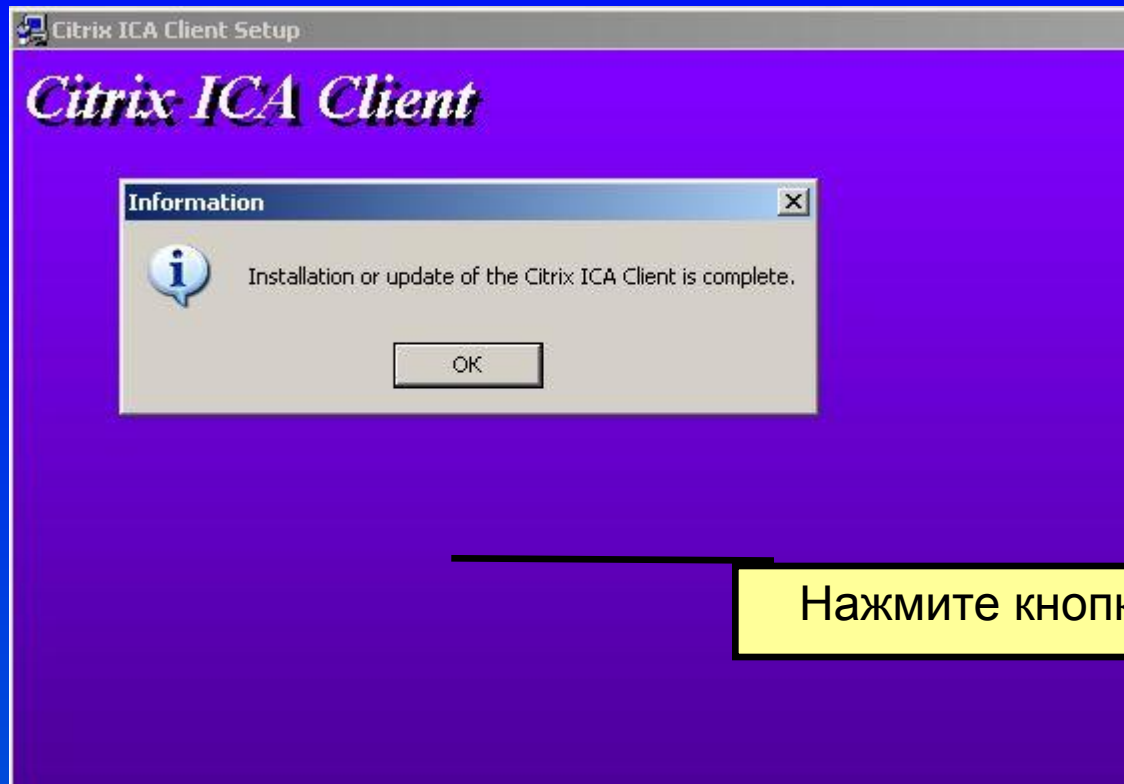 Citrix ICA Client Setup
Citrix ICA Client
Information
Installation or update of the Citrix ICA Client is complete.
OK
Нажмите